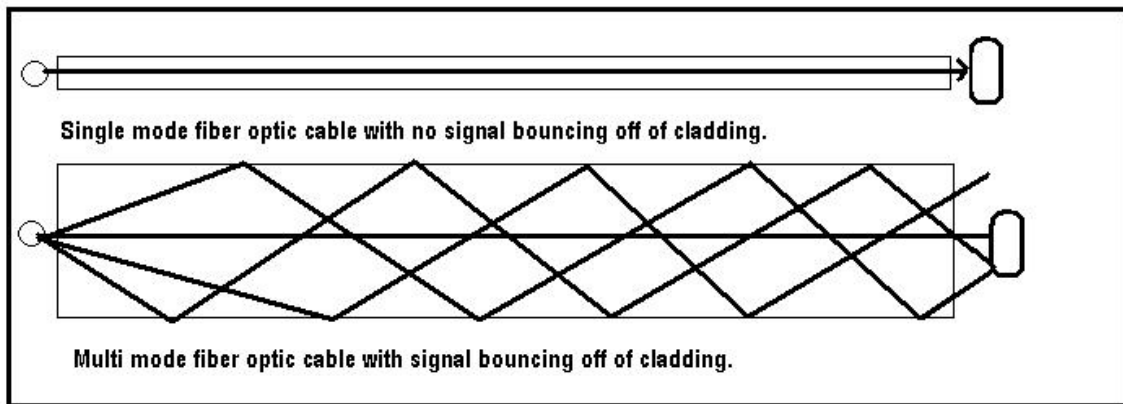 Single mode fiber optic cable with no signal bouncing off of cladding.
Multi mode fiber optic cable with signal bouncing off of cladding.